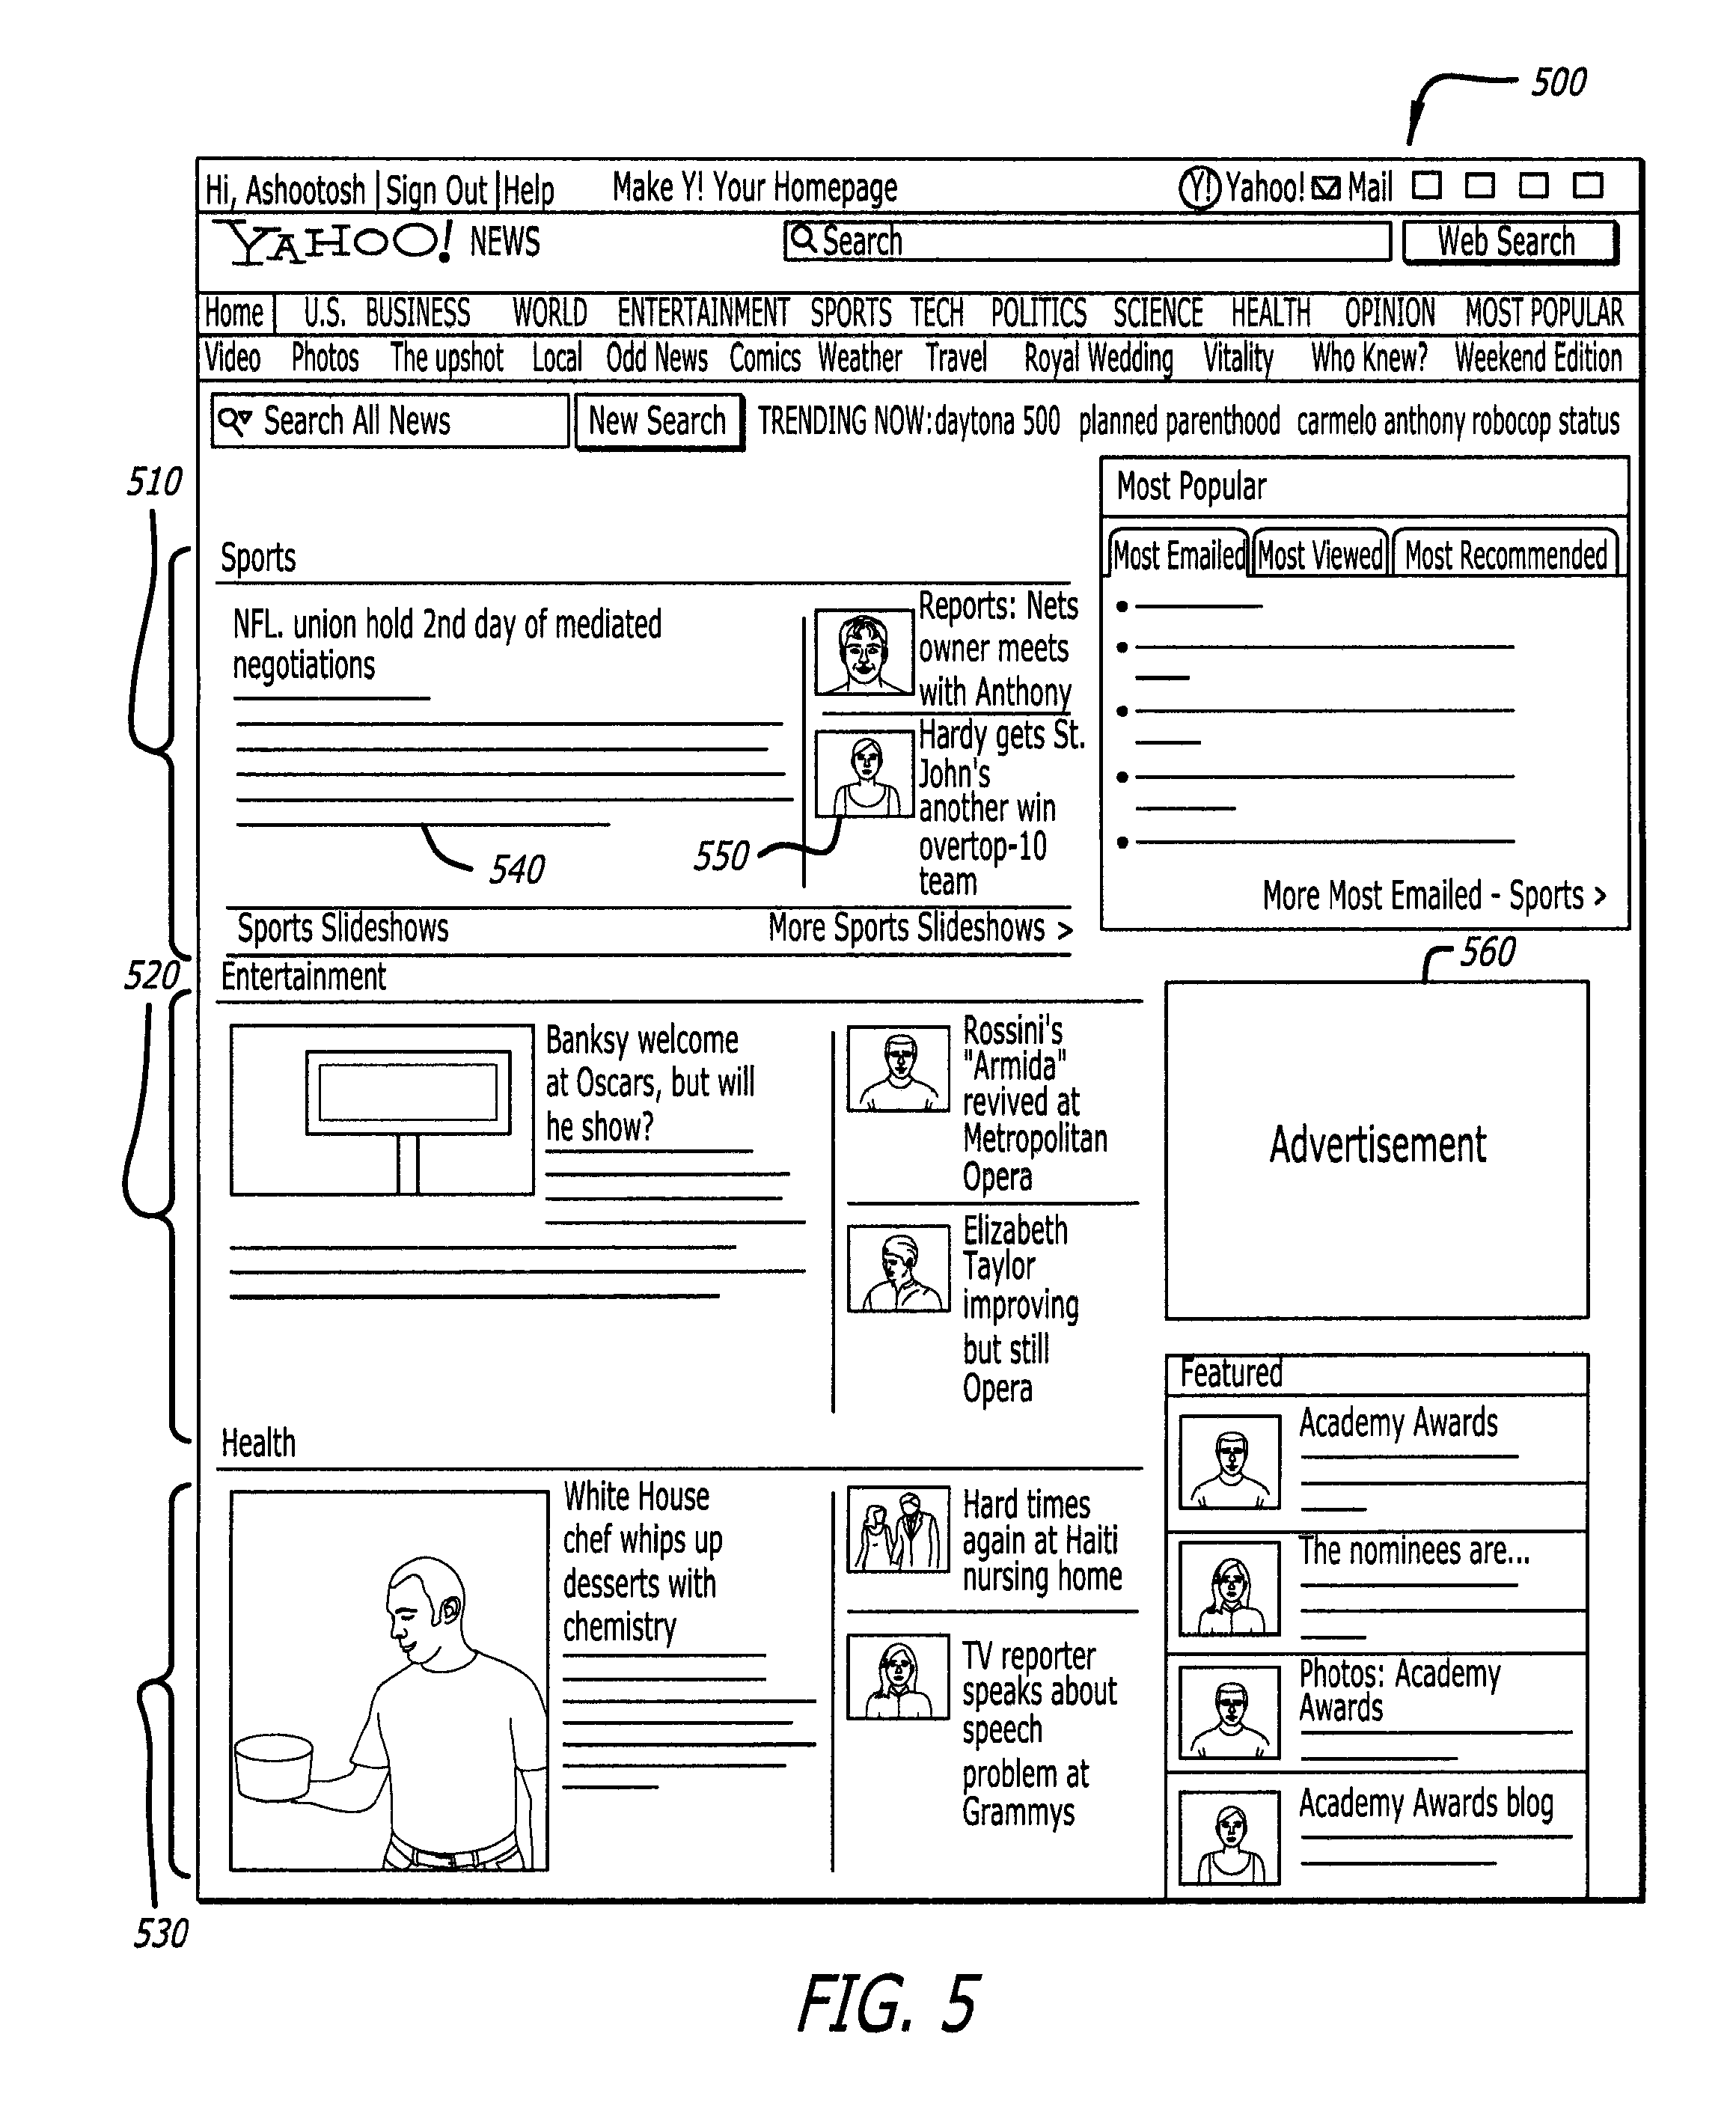 500
Hi, Ashootosh | Sign Out | Help Make Y! Your Homepage Y! Yahoo! Mail
YAHOO! NEWS Search Web Search
Home U.S. BUSINESS WORLD ENTERTAINMENT SPORTS TECH POLITICS SCIENCE HEALTH OPINION MOST POPULAR
Video Photos The upshot Local Odd News Comics Weather Travel Royal Wedding Vitality Who Knew? Weekend Edition
Search All News New Search TRENDING NOW: daytona 500 planned parenthood carmelo anthony robocop status
510
Sports
NFL. union hold 2nd day of mediated
negotiations
540
Reports: Nets
owner meets
with Anthony
550
Hardy gets St.
John's
another win
overtop-10
team
Sports Slideshows More Sports Slideshows >
Most Popular
Most Emailed Most Viewed Most Recommended
More Most Emailed - Sports >
520
Entertainment
Banksy welcome
at Oscars, but will
he show?
Rossini's
"Armida"
revived at
Metropolitan
Opera
Elizabeth
Taylor
improving
but still
Opera
560
Advertisement
530
Health
White House
chef whips up
desserts with
chemistry
Hard times
again at Haiti
nursing home
TV reporter
speaks about
speech
problem at
Grammys
Featured
Academy Awards
The nominees are...
Photos: Academy
Awards
Academy Awards blog
FIG. 5